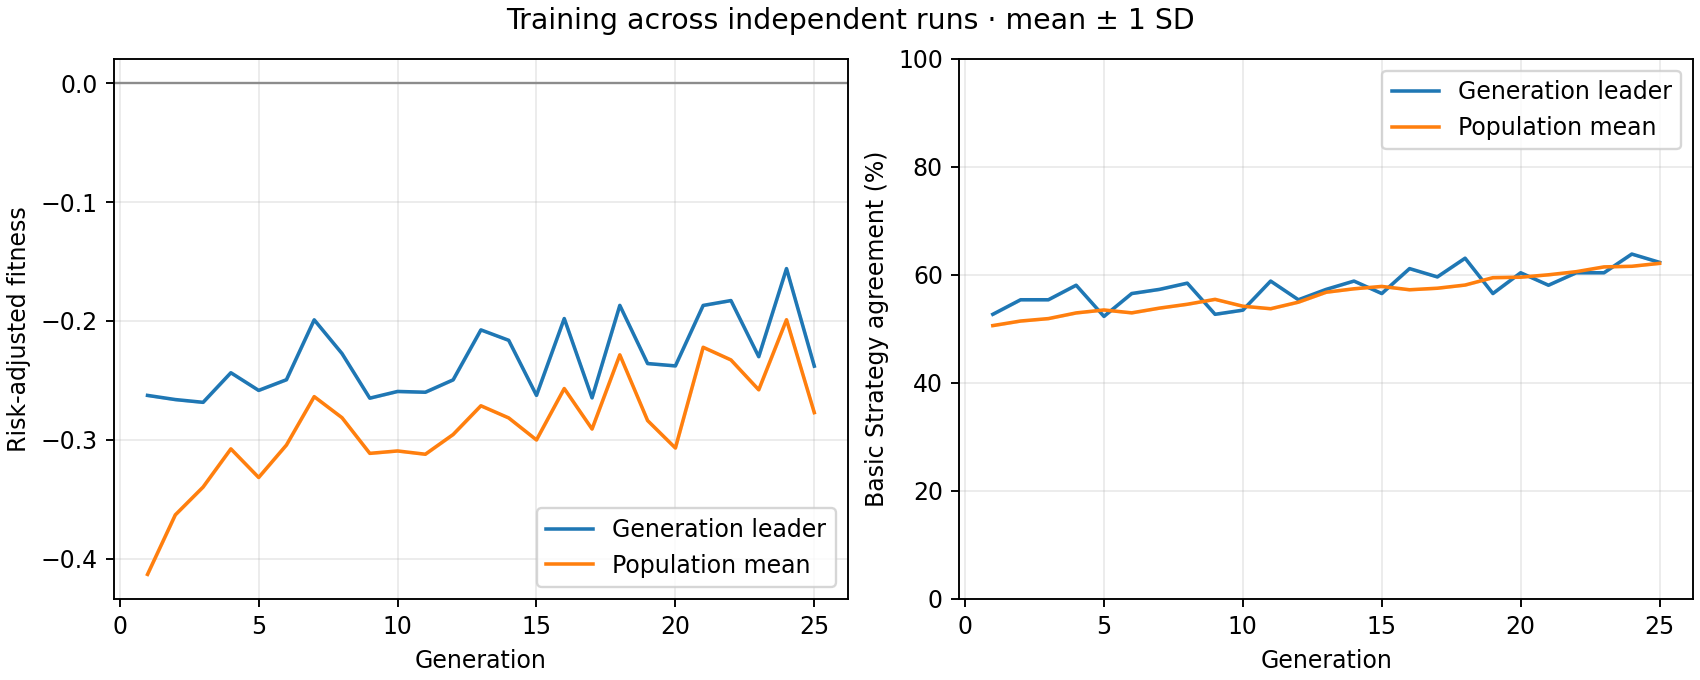 Training across independent runs · mean ± 1 SD
Risk-adjusted fitness
0.0
−0.1
−0.2
−0.3
−0.4
Generation leader
Population mean
0 5 10 15 20 25
Generation
Basic Strategy agreement (%)
100
80
60
40
20
0
Generation leader
Population mean
0 5 10 15 20 25
Generation